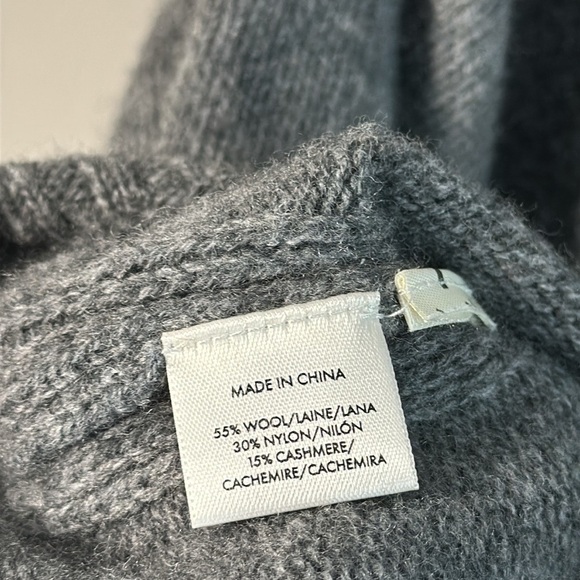 MADE IN CHINA
55% WOOL/LAINE/LANA
30% NYLON/NILÓN
15% CASHMERE/
CACHEMIRE/CACHEMIRA